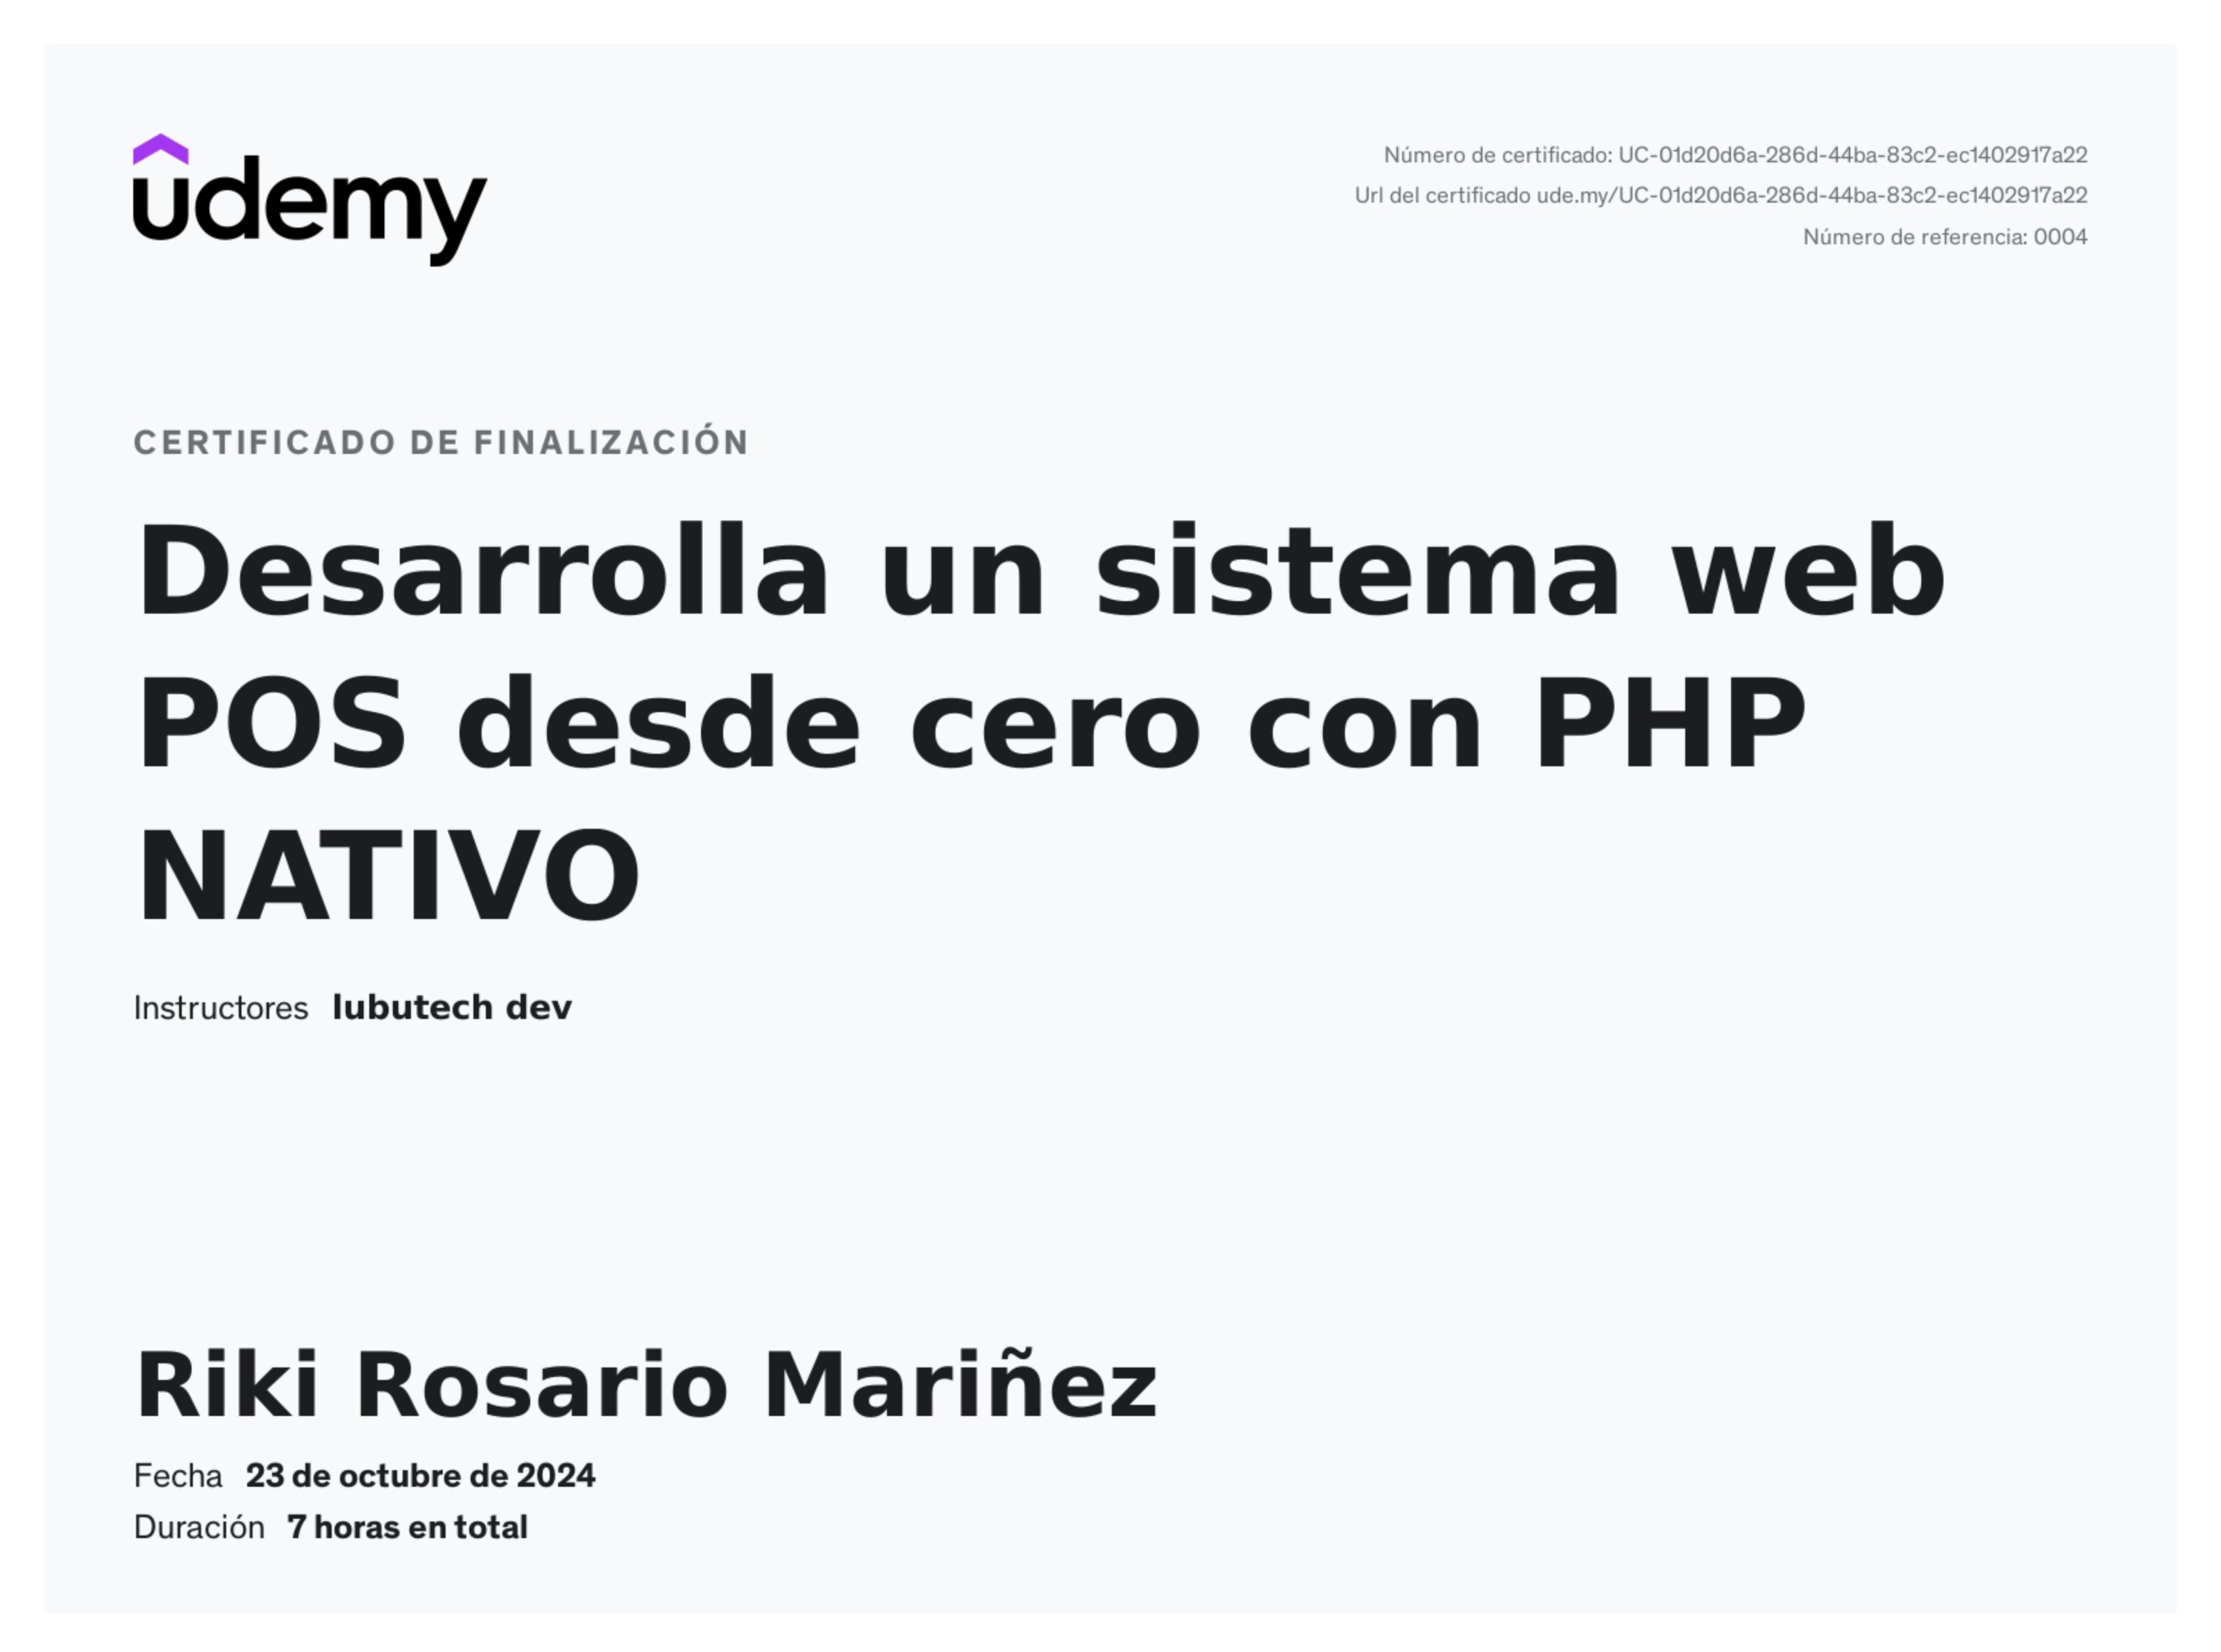 udemy
Número de certificado: UC-01d20d6a-286d-44ba-83c2-ec1402917a22
Url del certificado ude.my/UC-01d20d6a-286d-44ba-83c2-ec1402917a22
Número de referencia: 0004
CERTIFICADO DE FINALIZACIÓN
Desarrolla un sistema web
POS desde cero con PHP
NATIVO
Instructores lubutech dev
Riki Rosario Mariñez
Fecha 23 de octubre de 2024
Duración 7 horas en total